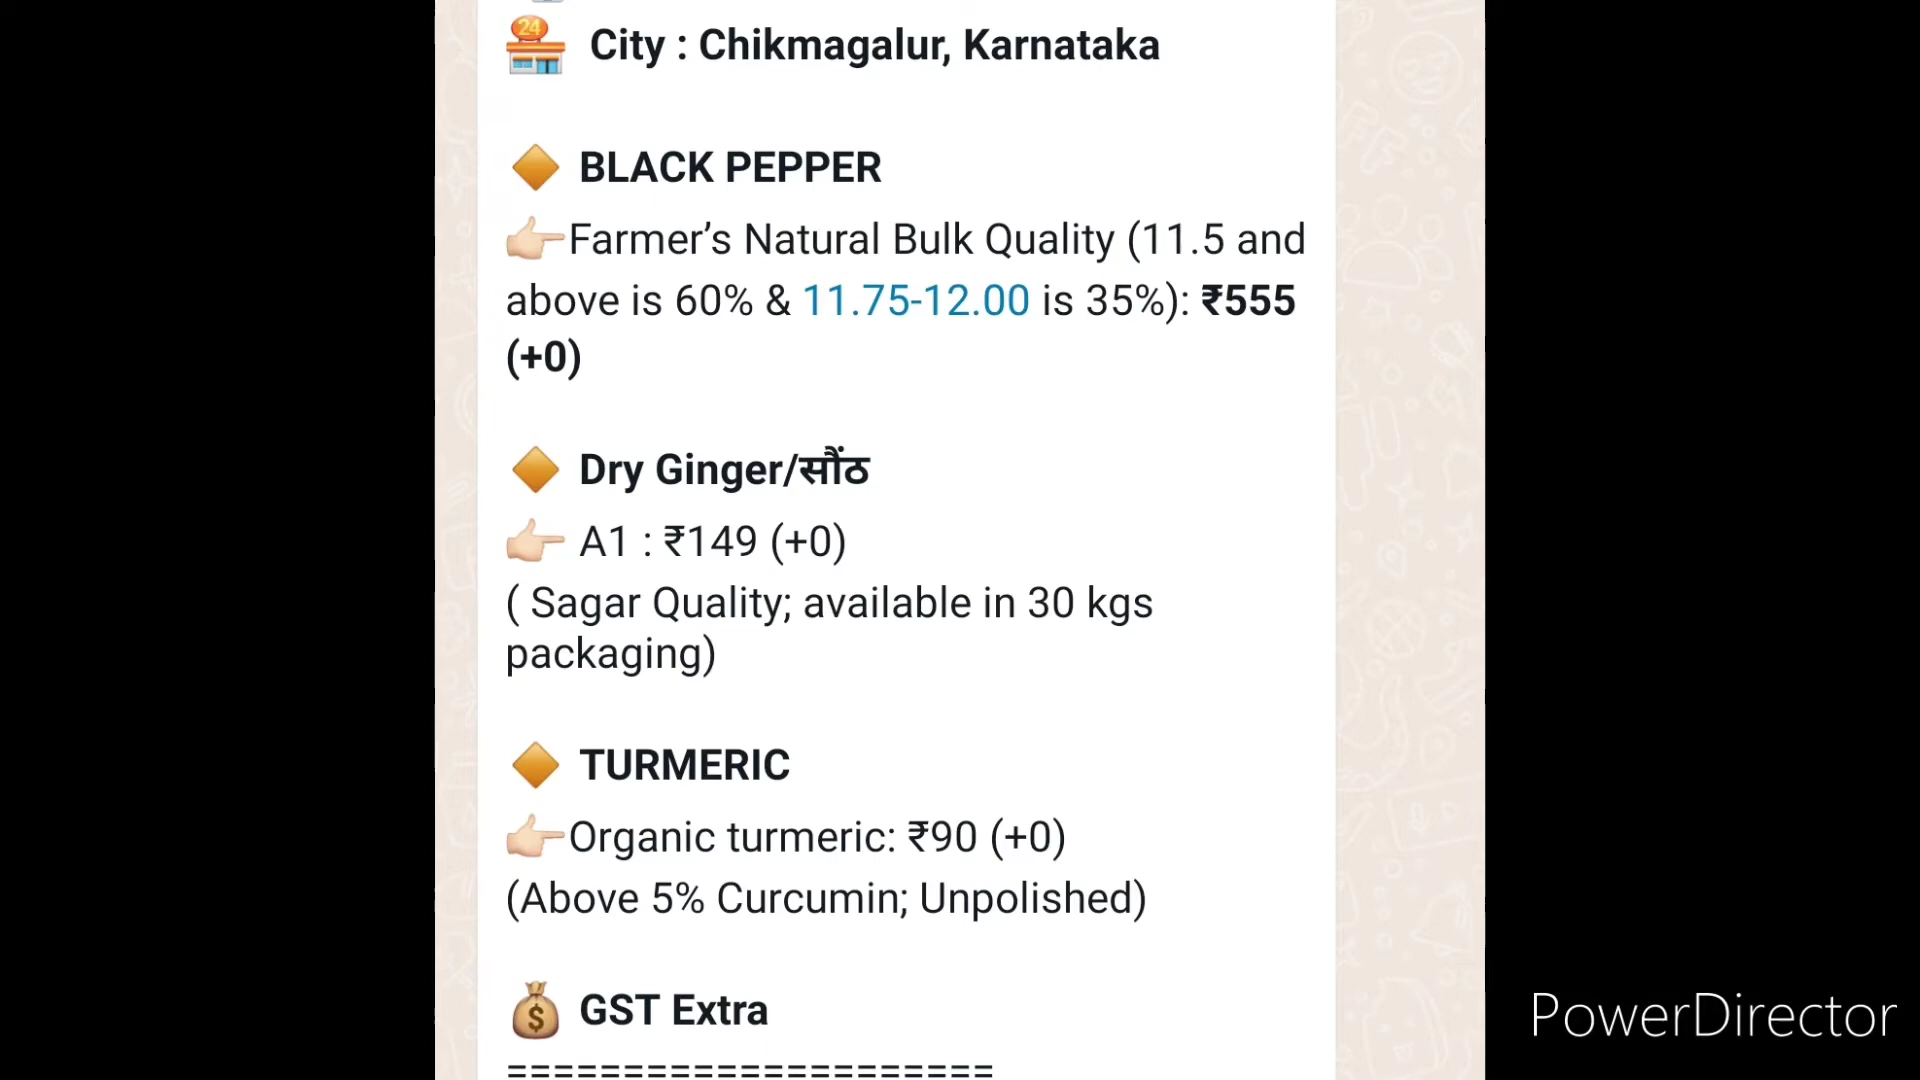 24
City : Chikmagalur, Karnataka
BLACK PEPPER
Farmer’s Natural Bulk Quality (11.5 and
above is 60% & 11.75-12.00 is 35%): ₹555
(+0)
Dry Ginger/सौंठ
A1 : ₹149 (+0)
( Sagar Quality; available in 30 kgs
packaging)
TURMERIC
Organic turmeric: ₹90 (+0)
(Above 5% Curcumin; Unpolished)
$ GST Extra
=====================
PowerDirector